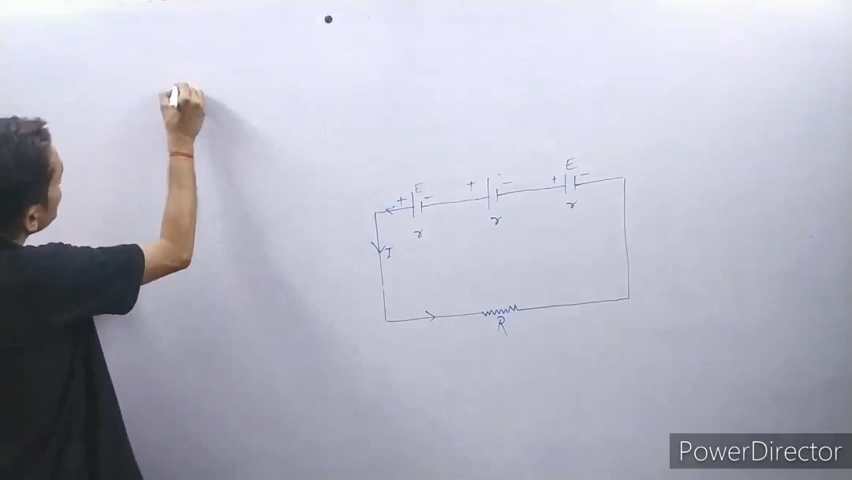 E
+ - + - + E -
r r r
I
R
PowerDirector